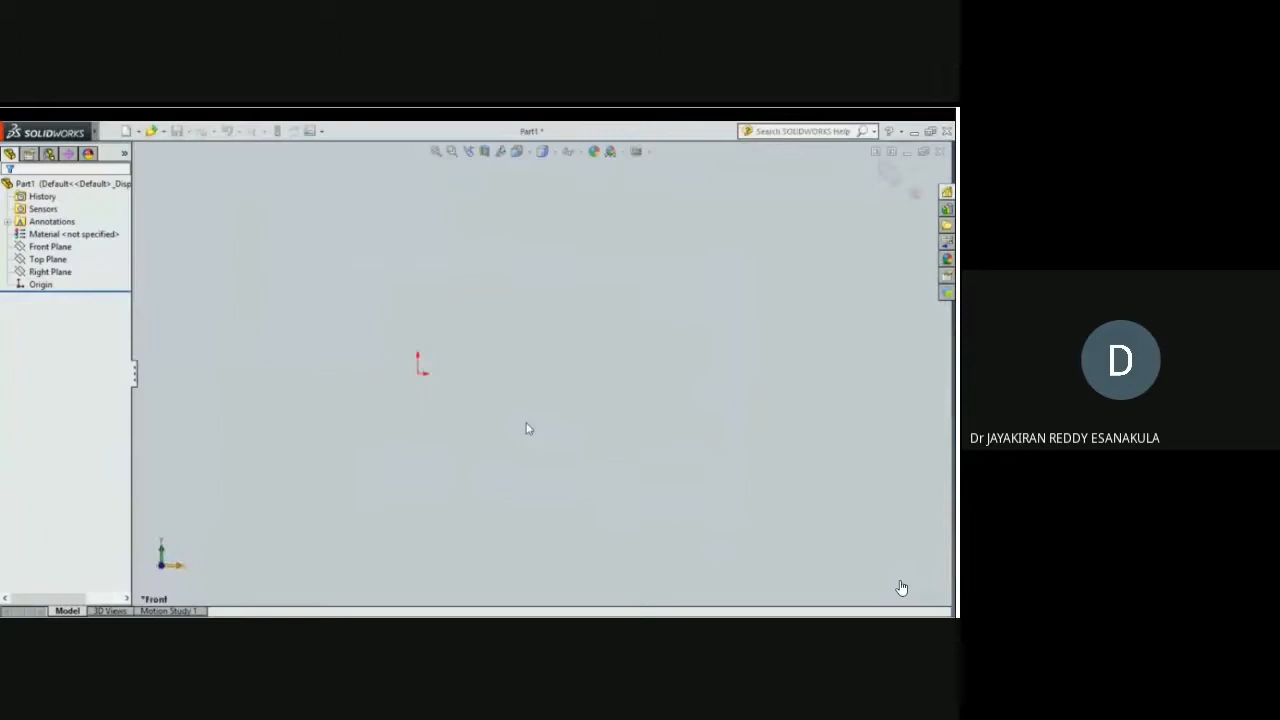 SOLIDWORKS
Part1 *
Search SOLIDWORKS Help
Part1 (Default<<Default>_Disp
History
Sensors
Annotations
Material <not specified>
Front Plane
Top Plane
Right Plane
Origin
Y
*Front
Model
3D Views
Motion Study 1
D
Dr JAYAKIRAN REDDY ESANAKULA